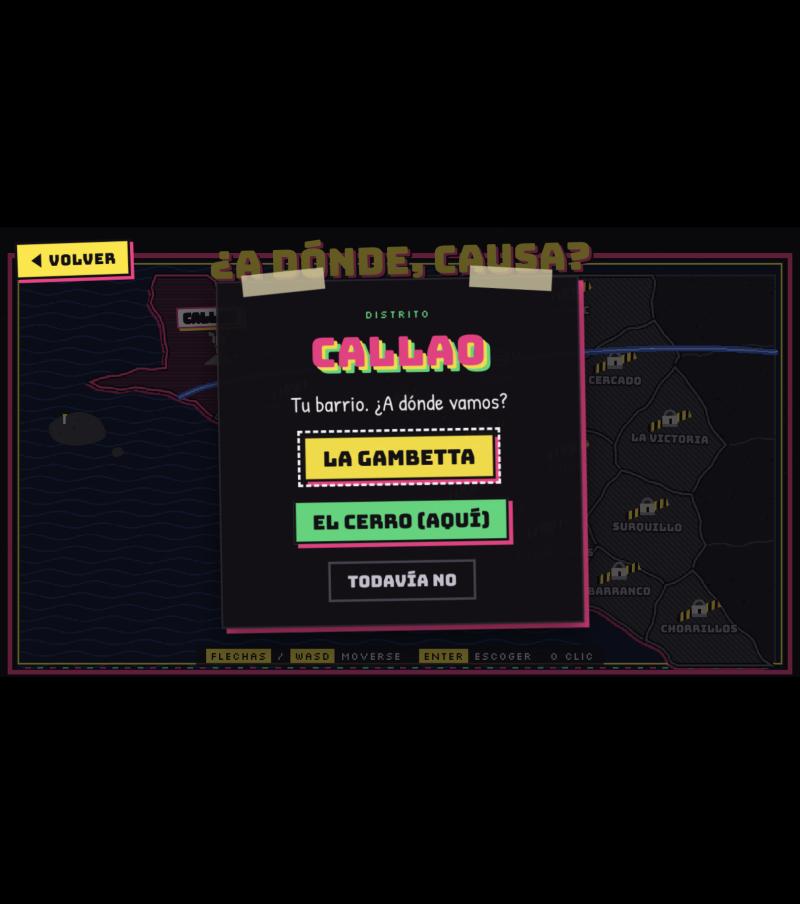 VOLVER
¿A DÓNDE, CAUSA?
DISTRITO
CALLAO
Tu barrio. ¿A dónde vamos?
LA GAMBETTA
EL CERRO (AQUÍ)
TODAVÍA NO
CERCADO
LA VICTORIA
SURQUILLO
BARRANCO
CHORRILLOS
FLECHAS / WASD MOVERSE ENTER ESCOGER O CLIC